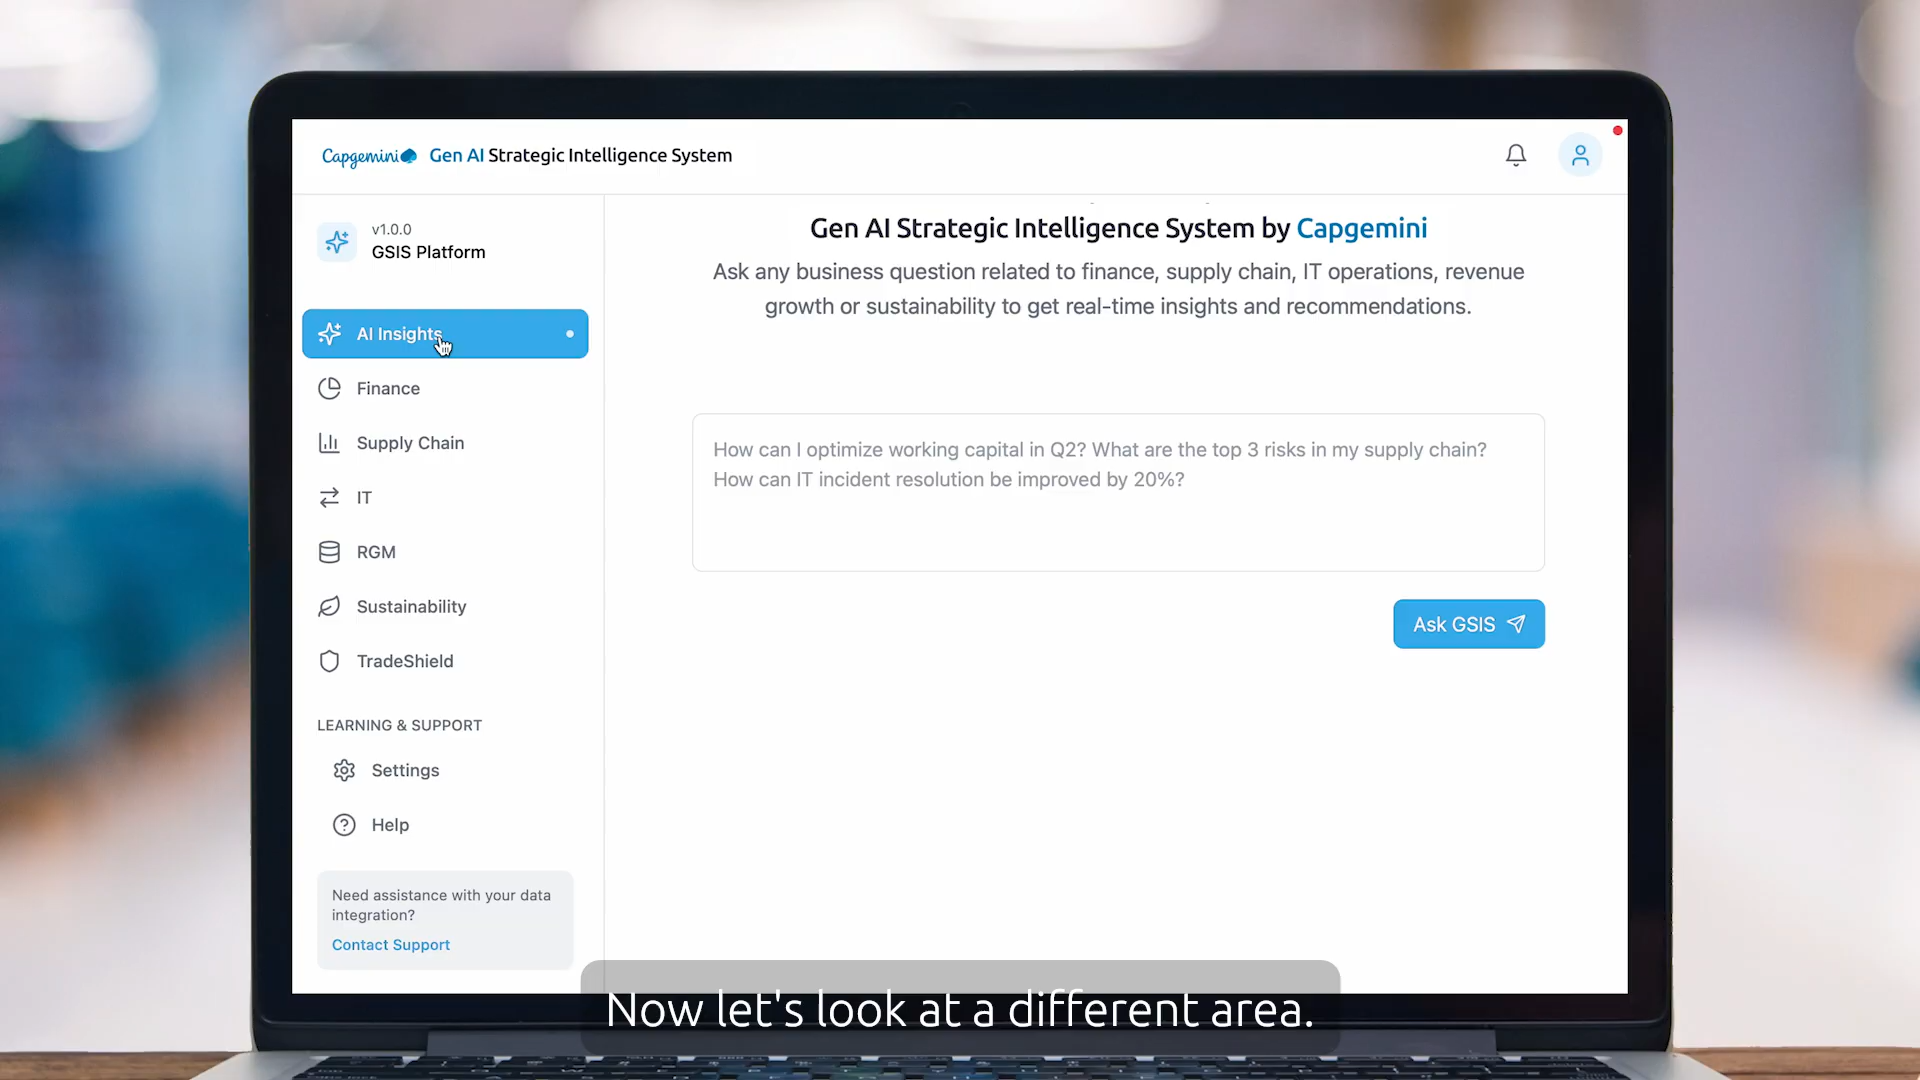 Capgemini Gen AI Strategic Intelligence System
v1.0.0
GSIS Platform
AI Insights
Finance
Supply Chain
IT
RGM
Sustainability
TradeShield
LEARNING & SUPPORT
Settings
Help
Need assistance with your data
integration?
Contact Support
Gen AI Strategic Intelligence System by Capgemini
Ask any business question related to finance, supply chain, IT operations, revenue
growth or sustainability to get real-time insights and recommendations.
How can I optimize working capital in Q2? What are the top 3 risks in my supply chain?
How can IT incident resolution be improved by 20%?
Ask GSIS
Now let's look at a different area.